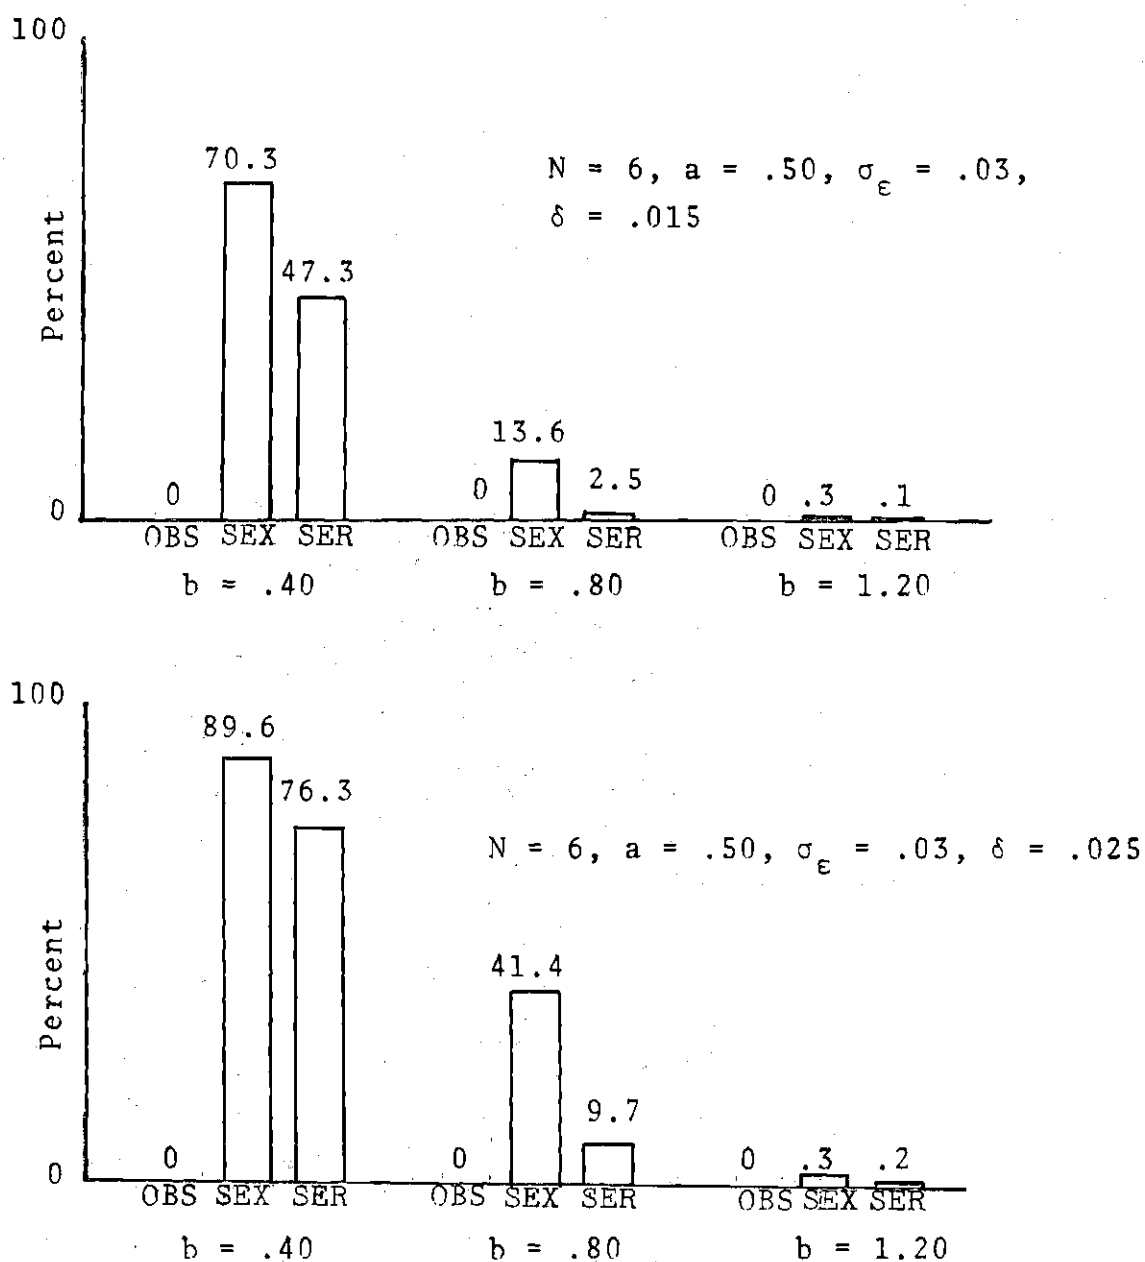 100
70.3
N = 6, a = .50, σε = .03,
δ = .015
47.3
Percent
13.6
0
0
2.5
0 .3 .1
0
OBS SEX SER OBS SEX SER OBS SEX SER
b = .40 b = .80 b = 1.20
100
89.6
76.3
N = 6, a = .50, σε = .03, δ = .025
Percent
41.4
9.7
0
0
0 .3 .2
0
OBS SEX SER OBS SEX SER OBS SEX SER
b = .40 b = .80 b = 1.20